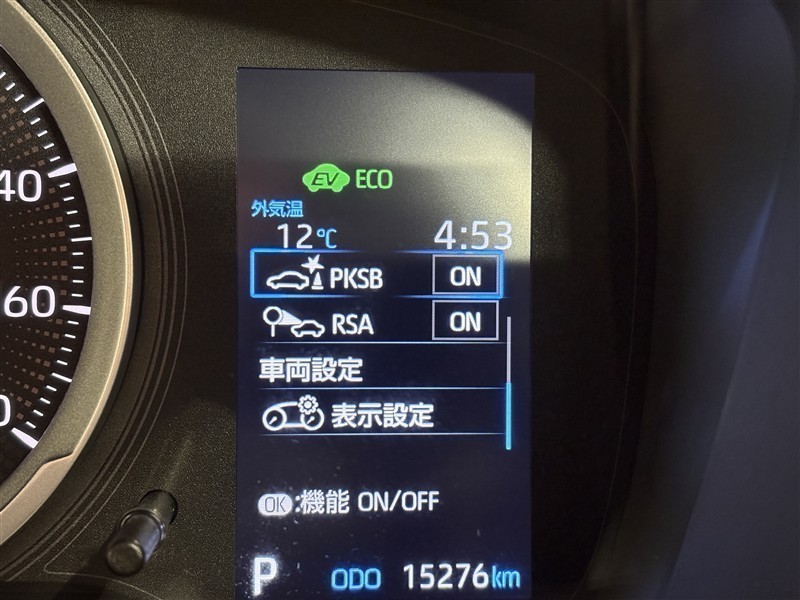 40
60
0
EV ECO
外気温
12℃ 4:53
PKSB ON
RSA ON
車両設定
表示設定
OK:機能 ON/OFF
P ODO 15276km